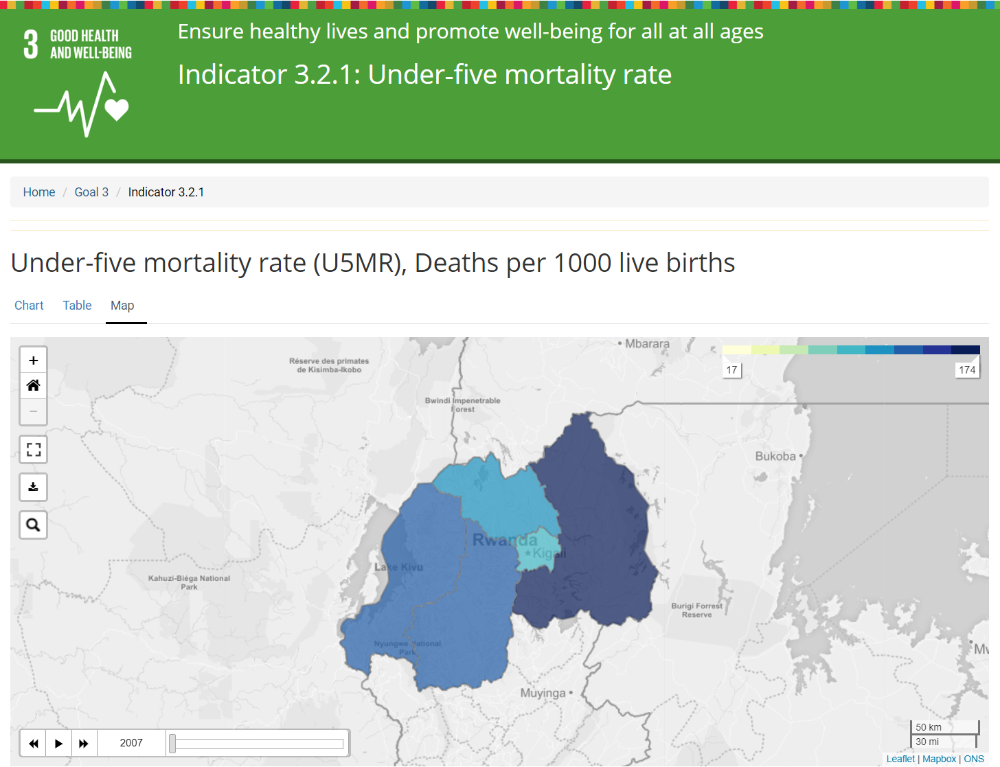 3 GOOD HEALTH
AND WELL-BEING
Ensure healthy lives and promote well-being for all at all ages
Indicator 3.2.1: Under-five mortality rate
Home / Goal 3 / Indicator 3.2.1
Under-five mortality rate (U5MR), Deaths per 1000 live births
Chart Table Map
+
−
17
174
Mbarara
Réserve des primates
de Kisimba-Ikobo
Bwindi Impenetrable
Forest
Bukoba
Rwanda
Kigali
Lake Kivu
Kahuzi-Biéga National
Park
Burigi Forrest
Reserve
Nyungwe National
Park
Mw
Muyinga
2007
50 km
30 mi
Leaflet | Mapbox | ONS